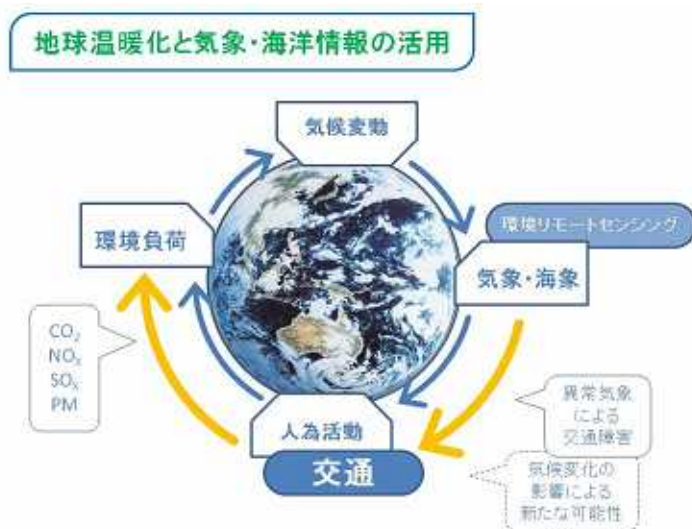 地球温暖化と気象・海洋情報の活用
気候変動
環境リモートセンシング
環境負荷
気象・海象
CO₂
NOₓ
SOₓ
PM
異常気象
による
交通障害
人為活動
交通
気候変化の
影響による
新たな可能性